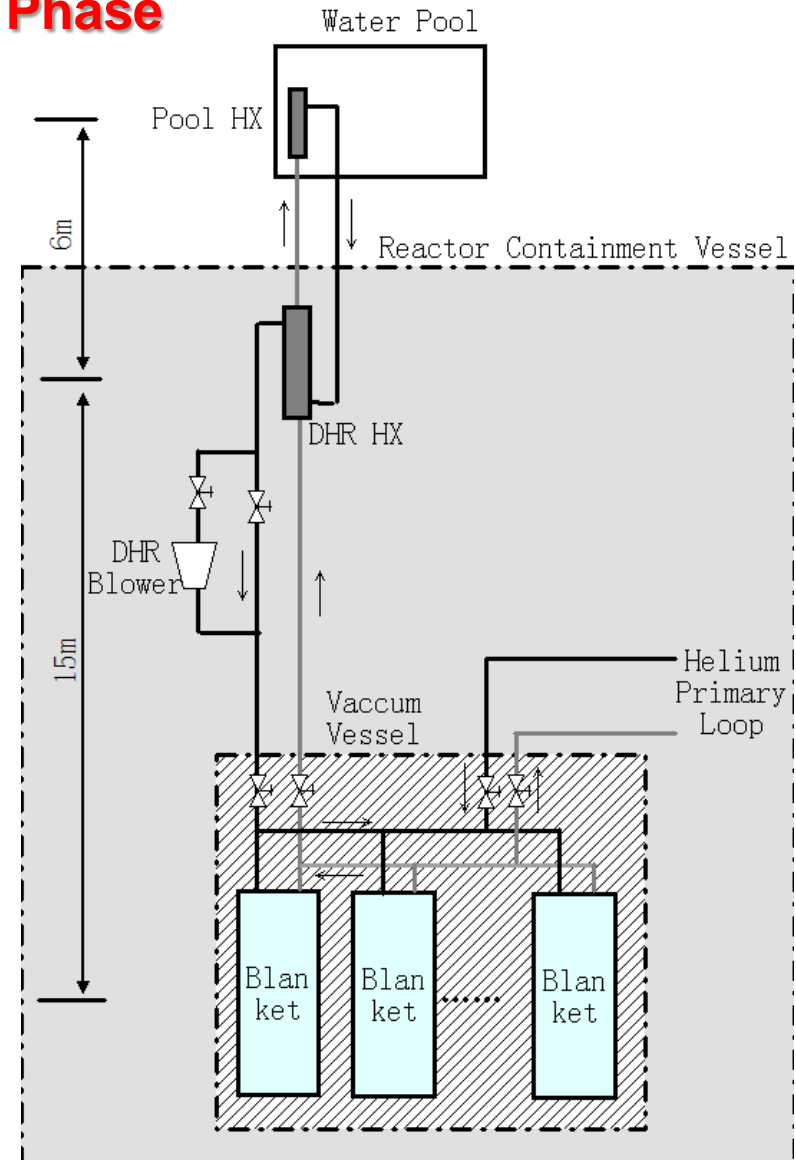 Phase
Water Pool
Pool HX
6m
Reactor Containment Vessel
DHR HX
DHR
Blower
15m
Helium
Primary
Loop
Vaccum
Vessel
Blan
ket
Blan
ket
Blan
ket